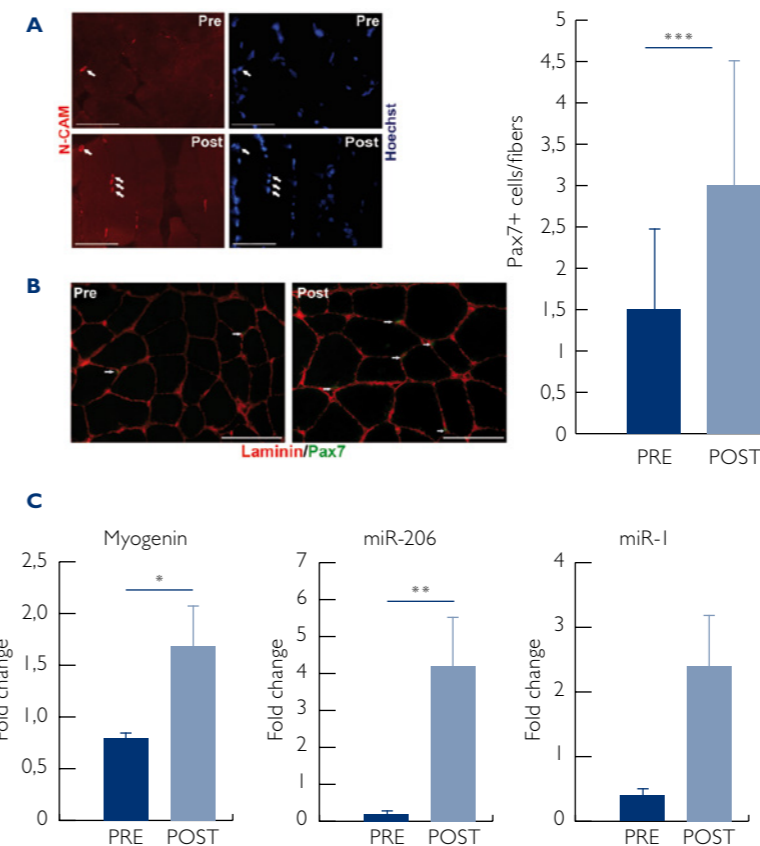 A
Pre
Pre
N-CAM
Post
Post
Hoechst
5
4,5
4
3,5
3
2,5
2
1,5
1
0,5
0
Pax7+ cells/fibers
***
PRE POST
B
Pre
Post
Laminin/Pax7
C
Myogenin
2,5
2,0
1,5
1,0
0,5
0
Fold change
*
PRE POST
miR-206
7
6
5
4
3
2
1
0
Fold change
**
PRE POST
miR-1
4
3
2
1
0
Fold change
PRE POST